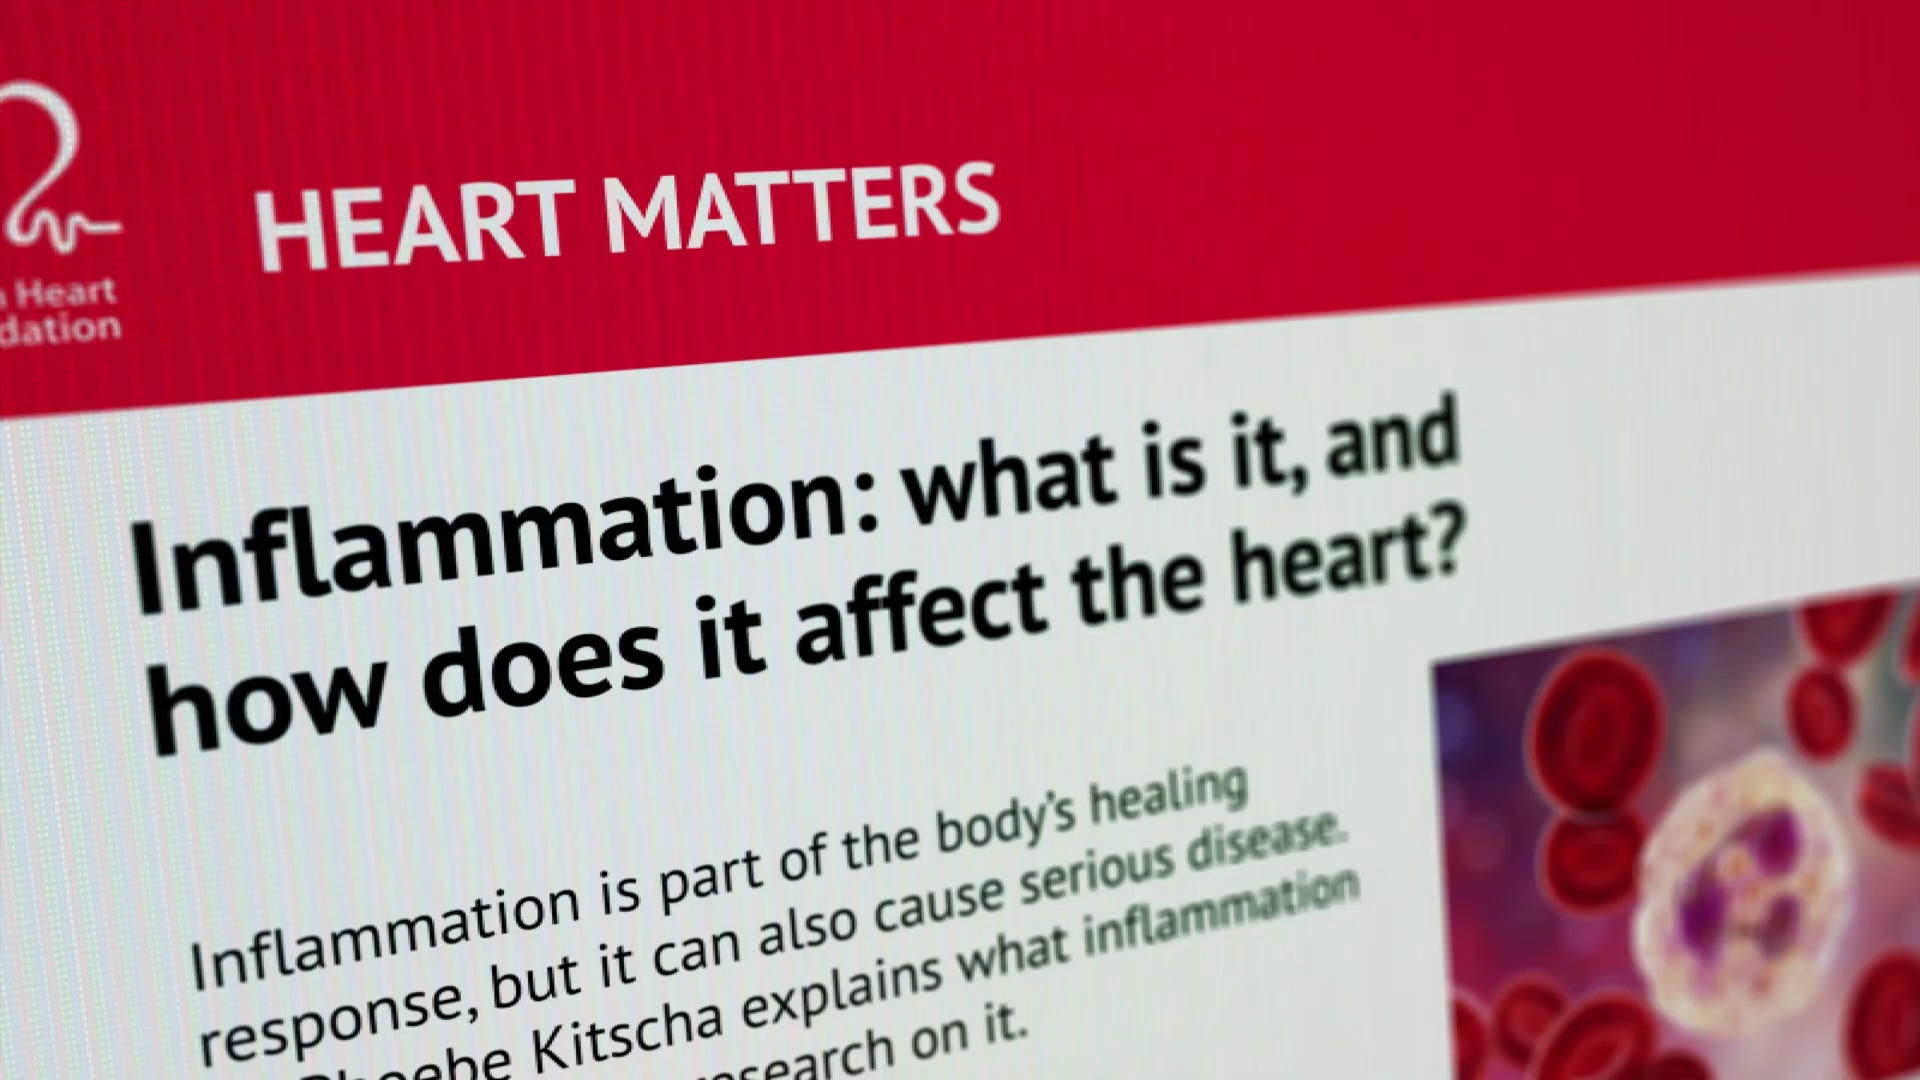 HEART MATTERS
Heart
dation
Inflammation: what is it, and
how does it affect the heart?
Inflammation is part of the body's healing
response, but it can also cause serious disease.
Phoebe Kitscha explains what inflammation
research on it.